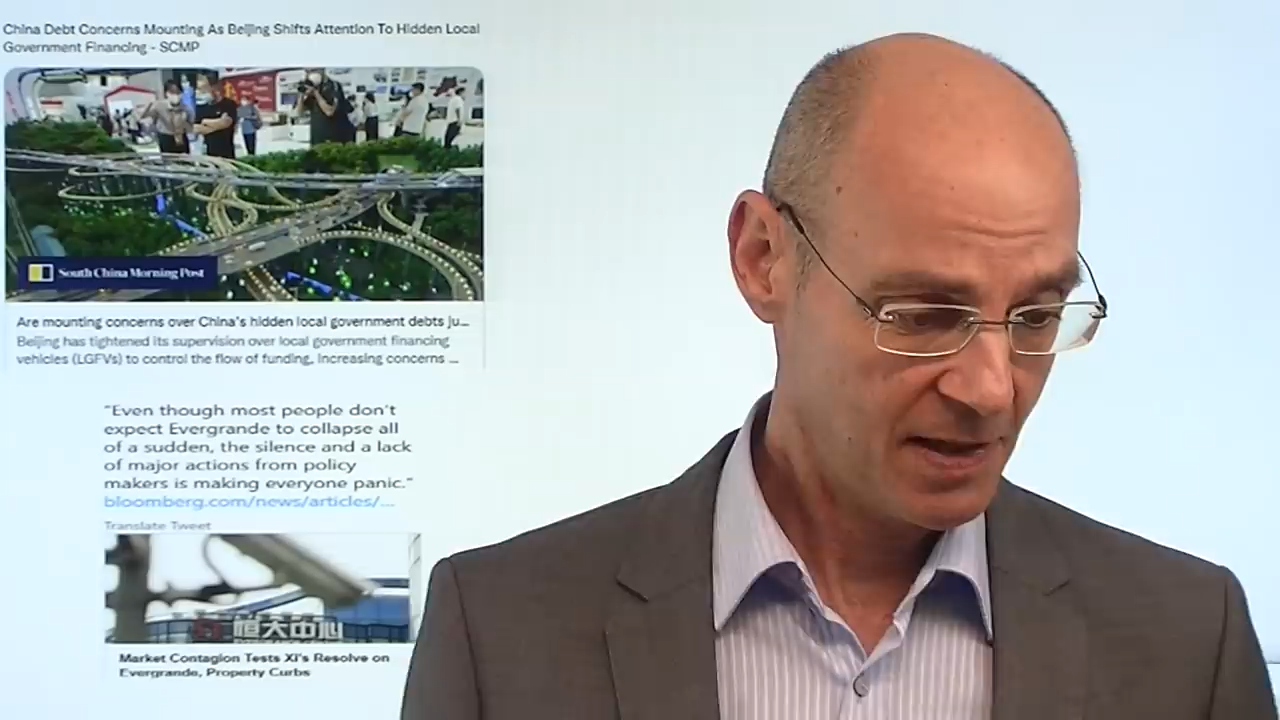 China Debt Concerns Mounting As Beijing Shifts Attention To Hidden Local
Government Financing - SCMP
South China Morning Post
Are mounting concerns over China's hidden local government debts ju...
Beijing has tightened its supervision over local government financing
vehicles (LGFVs) to control the flow of funding, increasing concerns ...
"Even though most people don't
expect Evergrande to collapse all
of a sudden, the silence and a lack
of major actions from policy
makers is making everyone panic."
bloomberg.com/news/articles/...
Translate Tweet
恒大中心
Market Contagion Tests Xi's Resolve on
Evergrande, Property Curbs